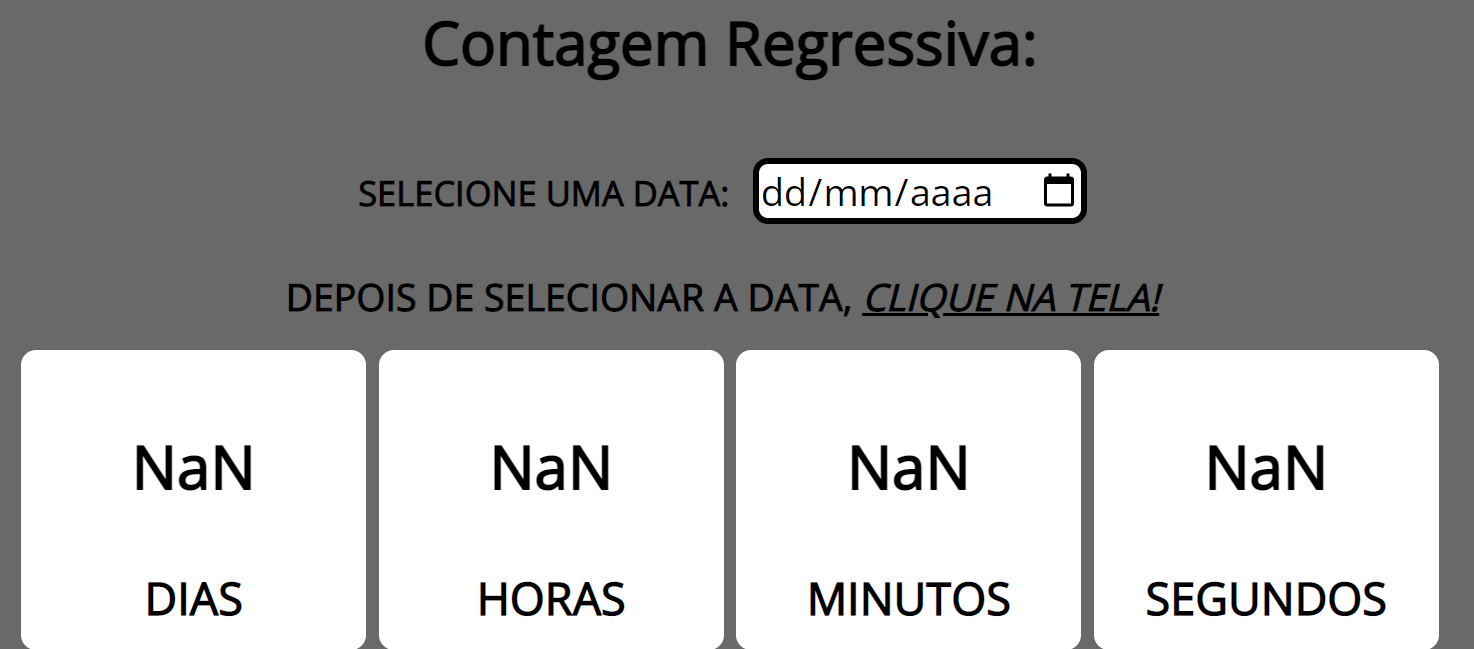 Contagem Regressiva:
SELECIONE UMA DATA: dd/mm/aaaa
DEPOIS DE SELECIONAR A DATA, CLIQUE NA TELA!
NaN NaN NaN NaN
DIAS HORAS MINUTOS SEGUNDOS